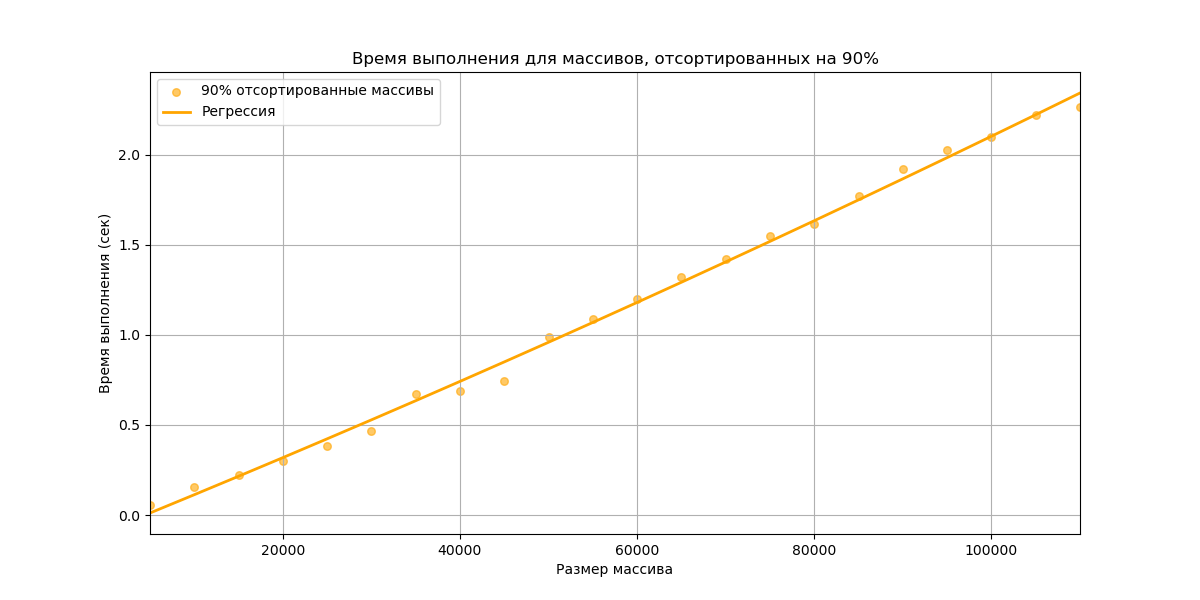 Время выполнения для массивов, отсортированных на 90%
90% отсортированные массивы
Регрессия
Время выполнения (сек)
2.0
1.5
1.0
0.5
0.0
20000 40000 60000 80000 100000
Размер массива